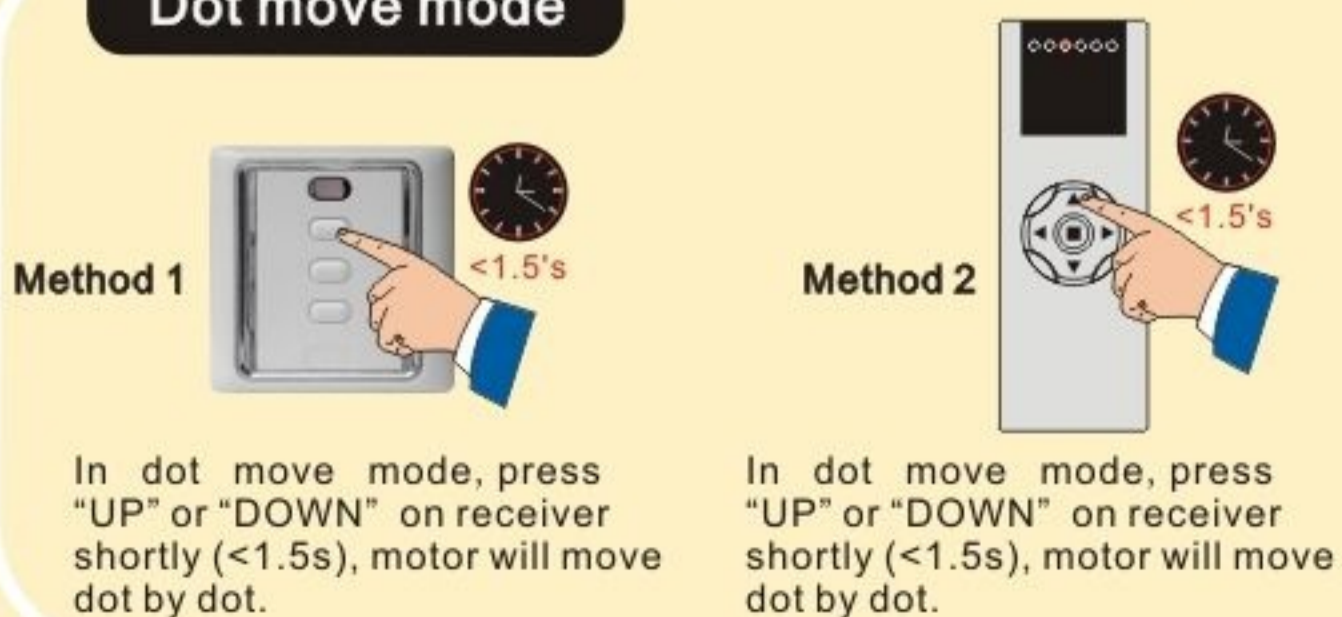 Dot move mode
<1.5's
<1.5's
Method 1
Method 2
In dot move mode, press
“UP” or “DOWN” on receiver
shortly (<1.5s), motor will move
dot by dot.
In dot move mode, press
“UP” or “DOWN” on receiver
shortly (<1.5s), motor will move
dot by dot.